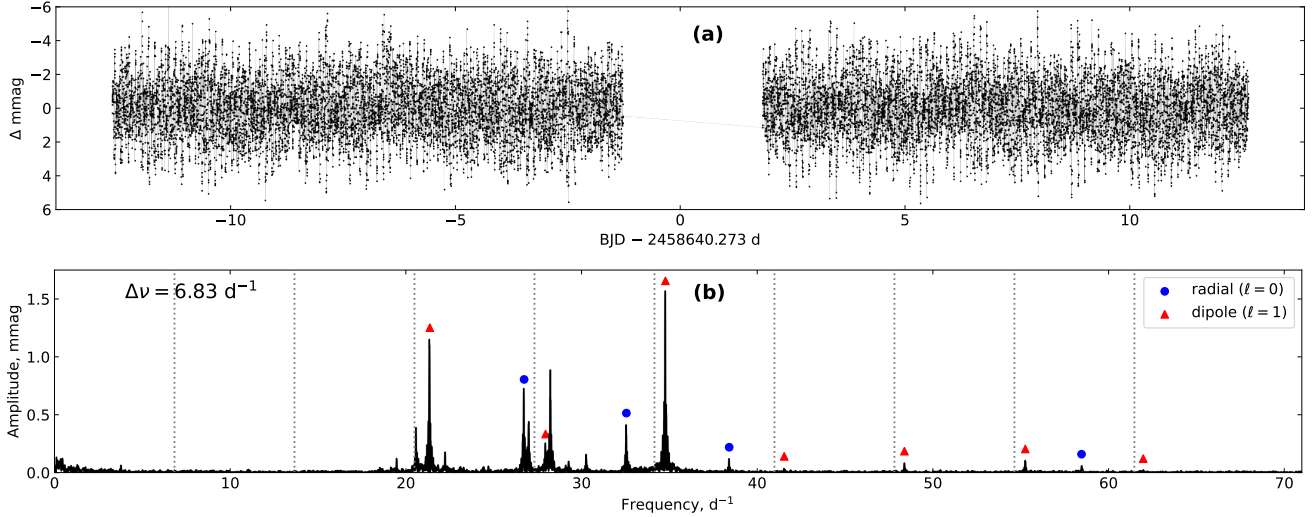 −6
−4
−2
0
2
4
6
Δ mmag
(a)
−10 −5 0 5 10
BJD − 2458640.273 d
1.5
1.0
0.5
0.0
Amplitude, mmag
Δν = 6.83 d⁻¹
(b)
radial (ℓ = 0)
dipole (ℓ = 1)
0 10 20 30 40 50 60 70
Frequency, d⁻¹